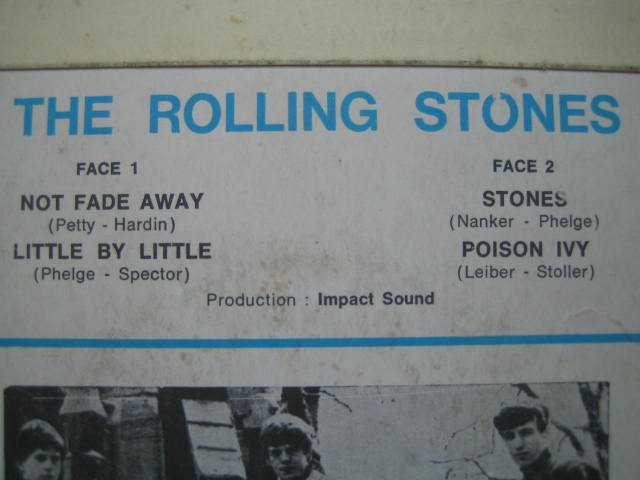 THE ROLLING STONES
FACE 1
NOT FADE AWAY
(Petty - Hardin)
LITTLE BY LITTLE
(Phelge - Spector)
FACE 2
STONES
(Nanker - Phelge)
POISON IVY
(Leiber - Stoller)
Production : Impact Sound